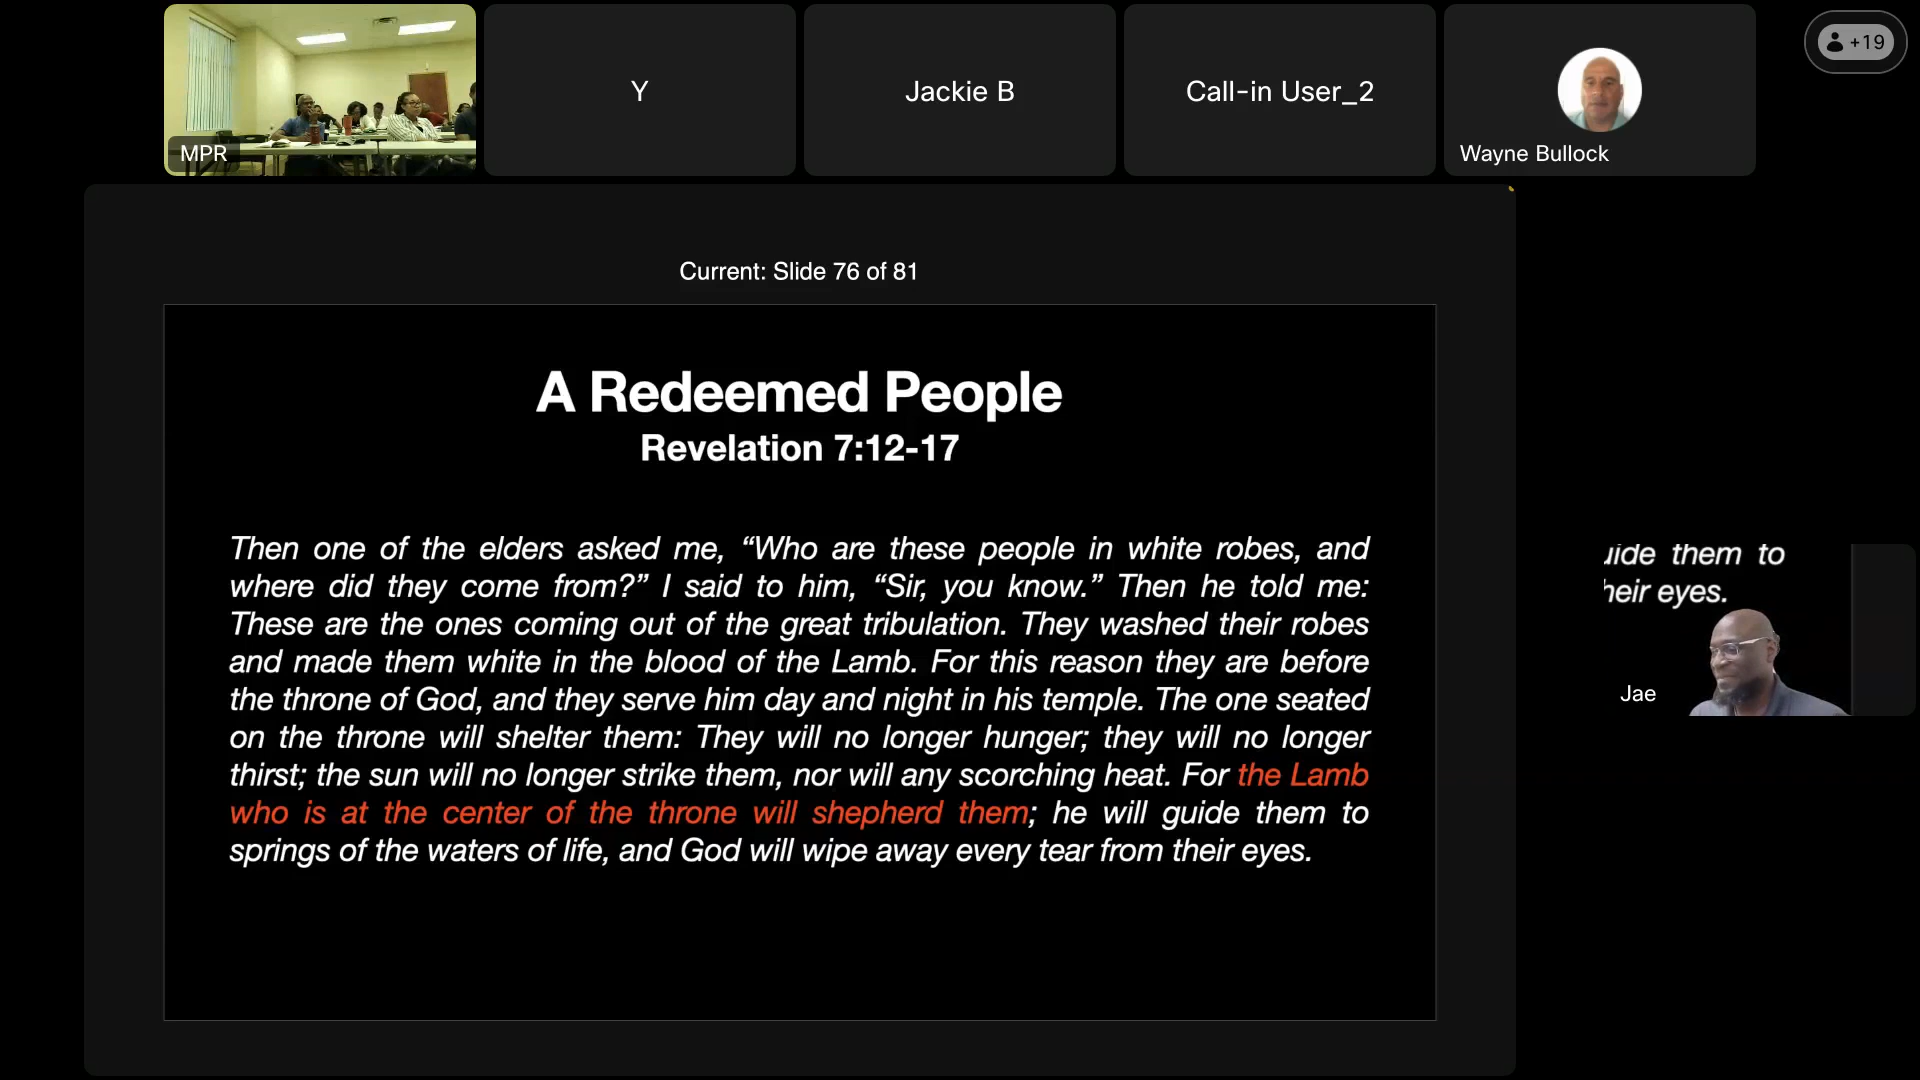 +19
Y
Jackie B
Call-in User_2
MPR
Wayne Bullock
Current: Slide 76 of 81
A Redeemed People
Revelation 7:12-17
Then one of the elders asked me, “Who are these people in white robes, and
where did they come from?” I said to him, “Sir, you know.” Then he told me:
These are the ones coming out of the great tribulation. They washed their robes
and made them white in the blood of the Lamb. For this reason they are before
the throne of God, and they serve him day and night in his temple. The one seated
on the throne will shelter them: They will no longer hunger; they will no longer
thirst; the sun will no longer strike them, nor will any scorching heat. For the Lamb
who is at the center of the throne will shepherd them; he will guide them to
springs of the waters of life, and God will wipe away every tear from their eyes.
them to
eyes.
Jae